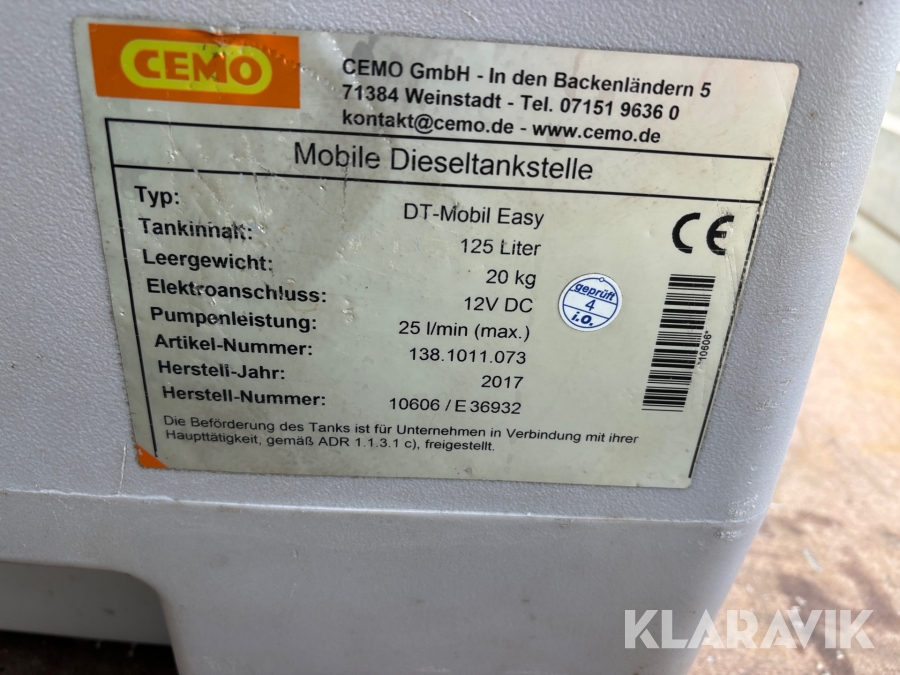 CEMO
CEMO GmbH - In den Backenländern 5
71384 Weinstadt - Tel. 07151 9636 0
kontakt@cemo.de - www.cemo.de
Mobile Dieseltankstelle
Typ: DT-Mobil Easy
Tankinhalt: 125 Liter
Leergewicht: 20 kg
Elektroanschluss: 12V DC
Pumpenleistung: 25 l/min (max.)
Artikel-Nummer: 138.1011.073
Herstell-Jahr: 2017
Herstell-Nummer: 10606 / E 36932
CE
geprüft
4
i.O.
*10606*
Die Beförderung des Tanks ist für Unternehmen in Verbindung mit ihrer
Haupttätigkeit, gemäß ADR 1.1.3.1 c), freigestellt.
KLARAVIK